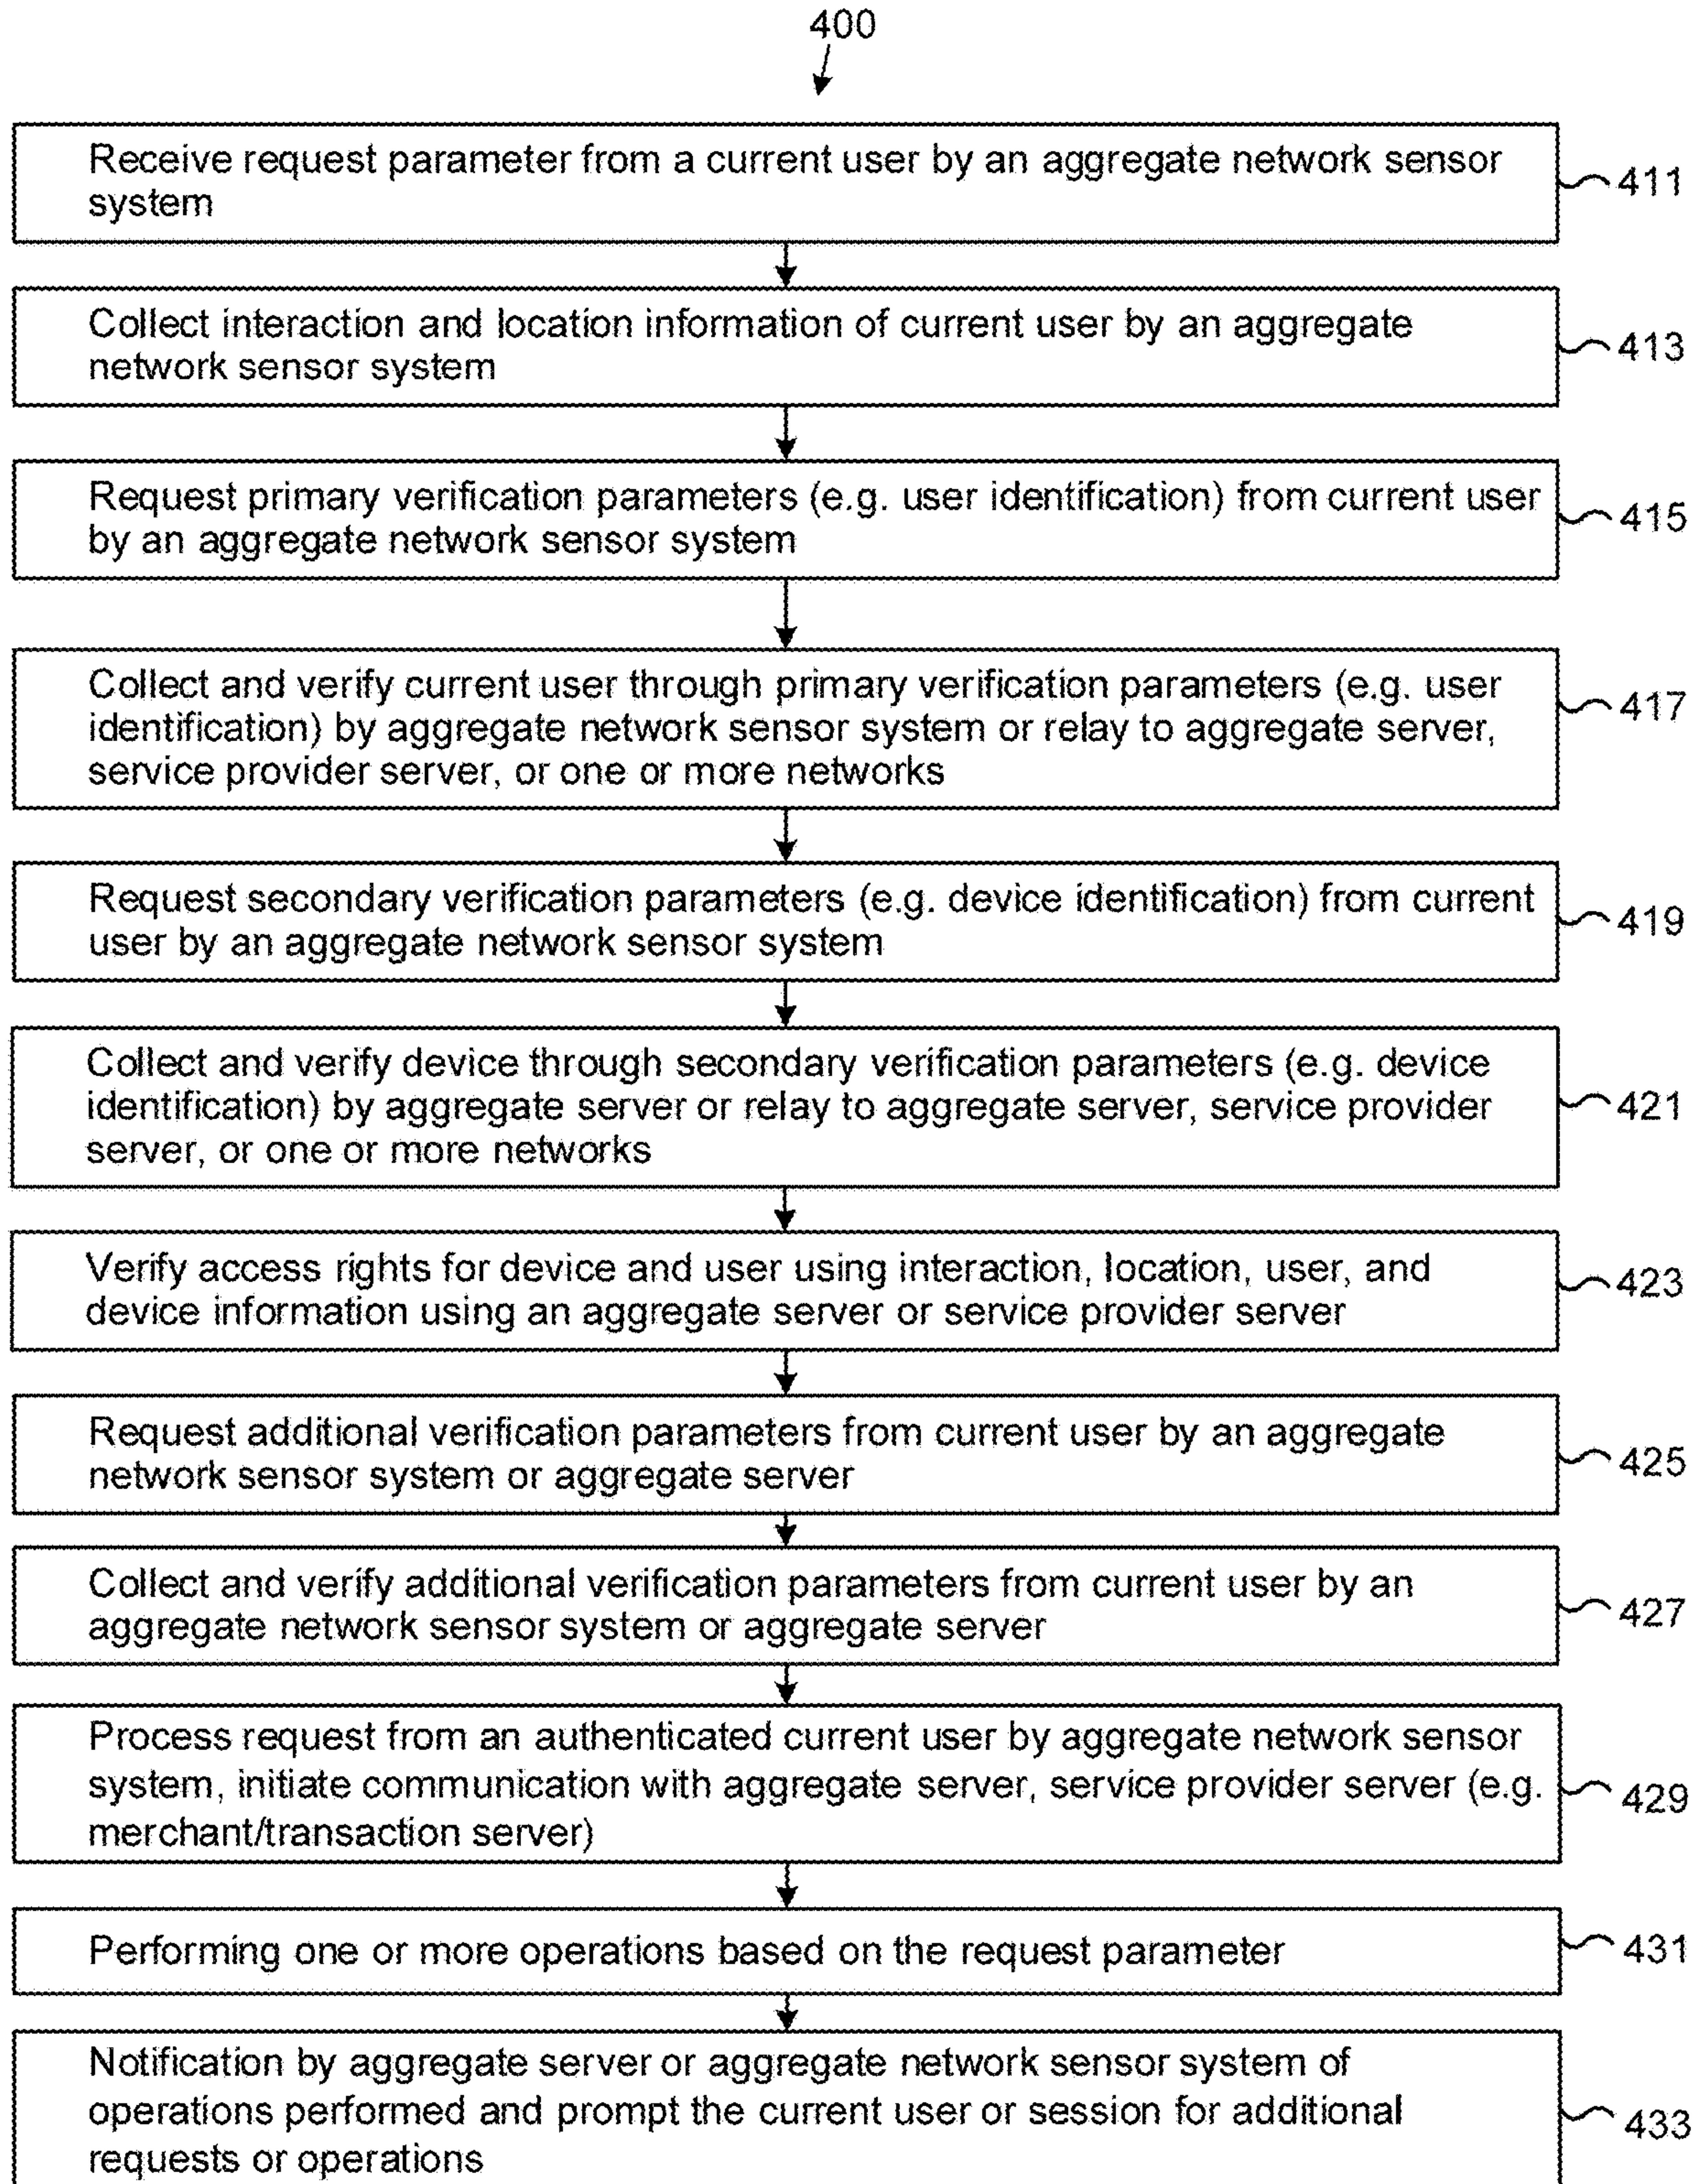 400
Receive request parameter from a current user by an aggregate network sensor
system
411
Collect interaction and location information of current user by an aggregate
network sensor system
413
Request primary verification parameters (e.g. user identification) from current user
by an aggregate network sensor system
415
Collect and verify current user through primary verification parameters (e.g. user
identification) by aggregate network sensor system or relay to aggregate server,
service provider server, or one or more networks
417
Request secondary verification parameters (e.g. device identification) from current
user by an aggregate network sensor system
419
Collect and verify device through secondary verification parameters (e.g. device
identification) by aggregate server or relay to aggregate server, service provider
server, or one or more networks
421
Verify access rights for device and user using interaction, location, user, and
device information using an aggregate server or service provider server
423
Request additional verification parameters from current user by an aggregate
network sensor system or aggregate server
425
Collect and verify additional verification parameters from current user by an
aggregate network sensor system or aggregate server
427
Process request from an authenticated current user by aggregate network sensor
system, initiate communication with aggregate server, service provider server (e.g.
merchant/transaction server)
429
Performing one or more operations based on the request parameter
431
Notification by aggregate server or aggregate network sensor system of
operations performed and prompt the current user or session for additional
requests or operations
433